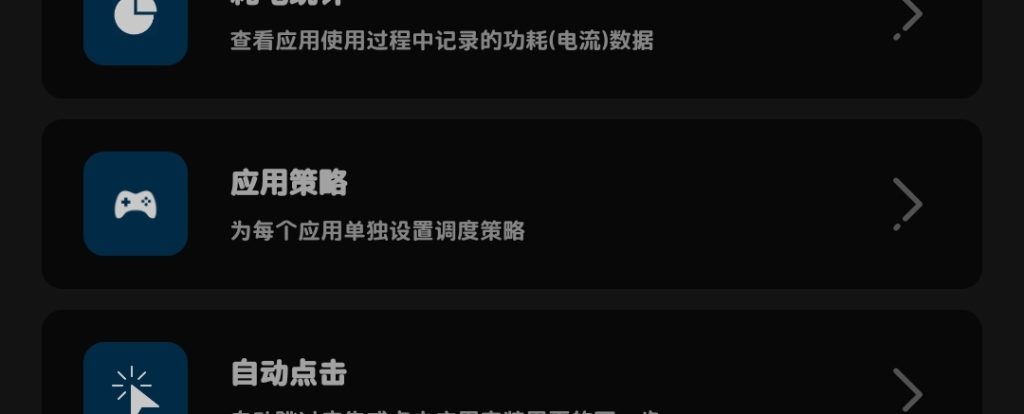 查看应用使用过程中记录的功耗(电流)数据
应用策略
为每个应用单独设置调度策略
自动点击